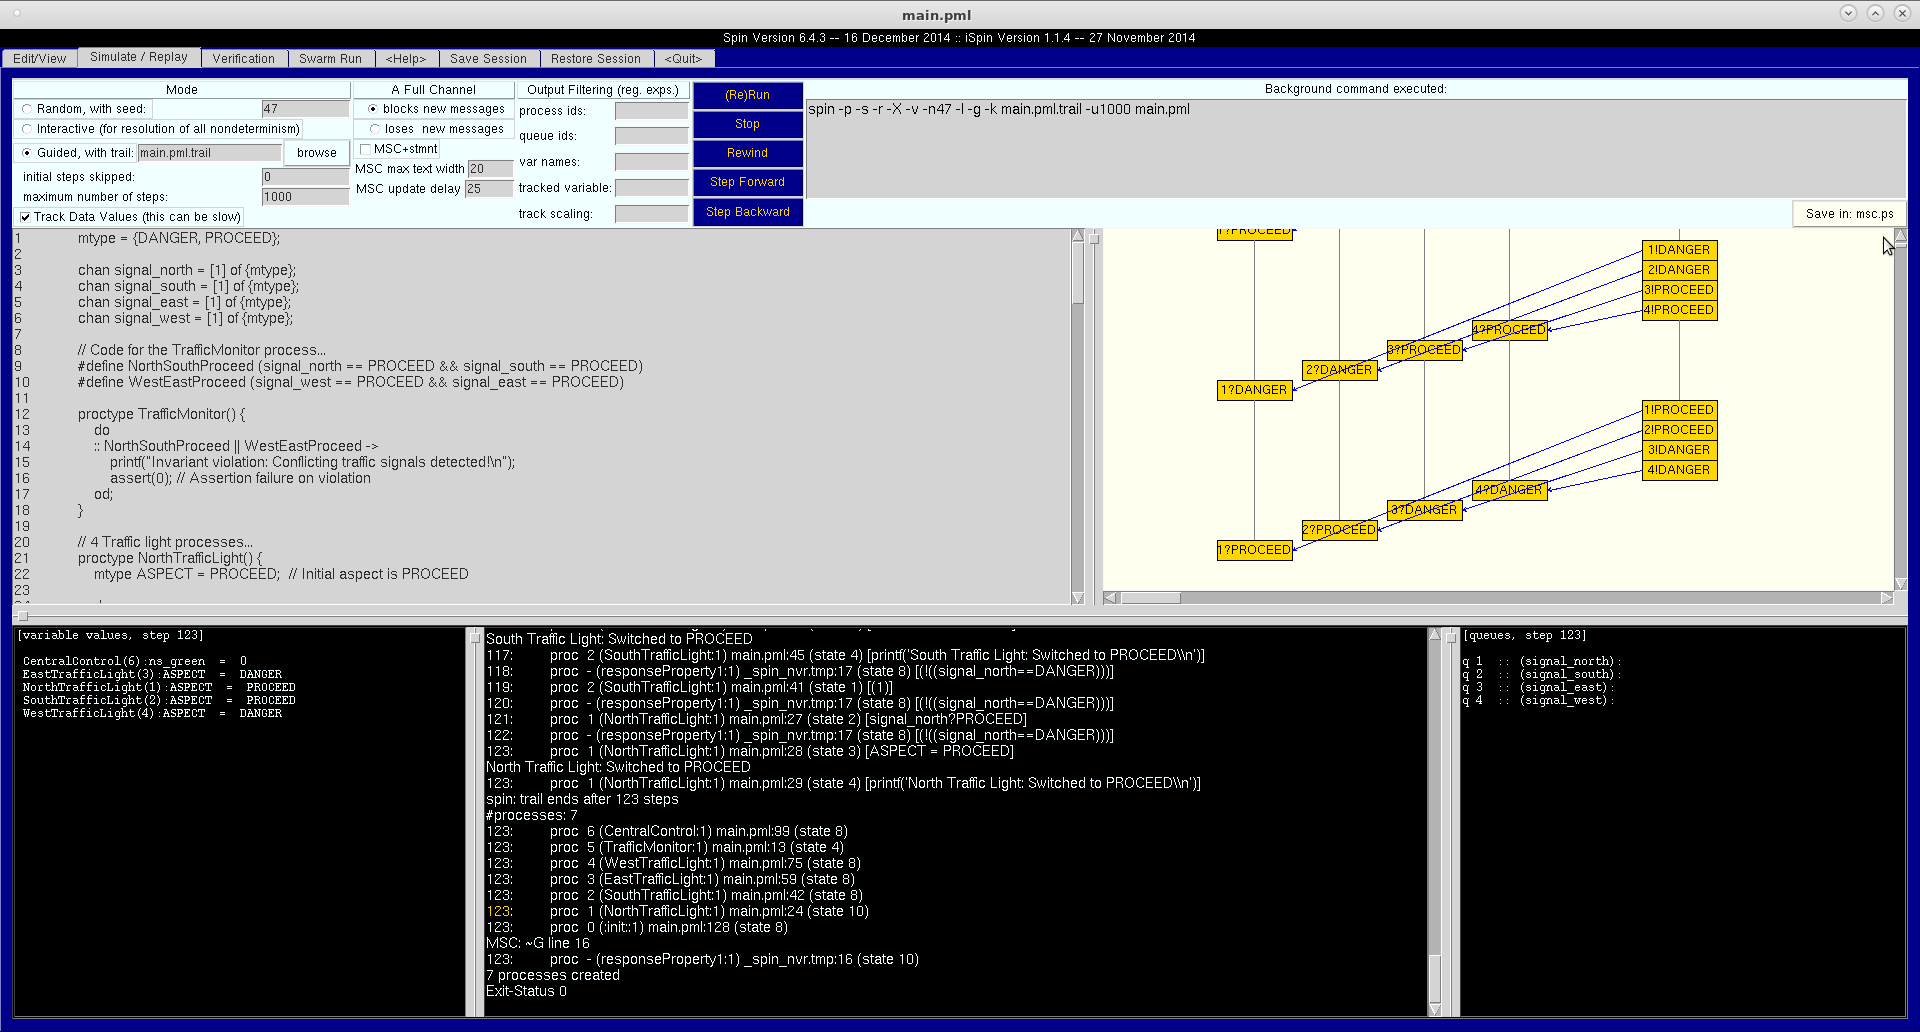 main.pml
Spin Version 6.4.3 -- 16 December 2014 :: iSpin Version 1.1.4 -- 27 November 2014
Edit/View
Simulate / Replay
Verification
Swarm Run
<Help>
Save Session
Restore Session
<Quit>
Mode
Random, with seed:
47
Interactive (for resolution of all nondeterminism)
Guided, with trail:
main.pml.trail
browse
initial steps skipped:
0
maximum number of steps:
1000
Track Data Values (this can be slow)
A Full Channel
blocks new messages
loses new messages
MSC+stmnt
MSC max text width
20
MSC update delay
25
Output Filtering (reg. exps.)
process ids:
queue ids:
var names:
tracked variable:
track scaling:
(Re)Run
Stop
Rewind
Step Forward
Step Backward
Background command executed:
spin -p -s -r -X -v -n47 -l -g -k main.pml.trail -u1000 main.pml
Save in: msc.ps
1 mtype = {DANGER, PROCEED};
2
3 chan signal_north = [1] of {mtype};
4 chan signal_south = [1] of {mtype};
5 chan signal_east = [1] of {mtype};
6 chan signal_west = [1] of {mtype};
7
8 // Code for the TrafficMonitor process...
9 #define NorthSouthProceed (signal_north == PROCEED && signal_south == PROCEED)
10 #define WestEastProceed (signal_west == PROCEED && signal_east == PROCEED)
11
12 proctype TrafficMonitor() {
13 do
14 :: NorthSouthProceed || WestEastProceed ->
15 printf("Invariant violation: Conflicting traffic signals detected!\n");
16 assert(0); // Assertion failure on violation
17 od;
18 }
19
20 // 4 Traffic light processes...
21 proctype NorthTrafficLight() {
22 mtype ASPECT = PROCEED; // Initial aspect is PROCEED
23
1?PROCEED
1!DANGER
2!DANGER
3!PROCEED
4!PROCEED
4?PROCEED
3?PROCEED
2?DANGER
1?DANGER
1!PROCEED
2!PROCEED
3!DANGER
4!DANGER
4?DANGER
3?DANGER
2?PROCEED
1?PROCEED
[variable values, step 123]
CentralControl(6):ns_green = 0
EastTrafficLight(3):ASPECT = DANGER
NorthTrafficLight(1):ASPECT = PROCEED
SouthTrafficLight(2):ASPECT = PROCEED
WestTrafficLight(4):ASPECT = DANGER
South Traffic Light: Switched to PROCEED
117: proc 2 (SouthTrafficLight:1) main.pml:45 (state 4) [printf('South Traffic Light: Switched to PROCEED\\n')]
118: proc - (responseProperty1:1) _spin_nvr.tmp:17 (state 8) [(!((signal_north==DANGER)))]
119: proc 2 (SouthTrafficLight:1) main.pml:41 (state 1) [(1)]
120: proc - (responseProperty1:1) _spin_nvr.tmp:17 (state 8) [(!((signal_north==DANGER)))]
121: proc 1 (NorthTrafficLight:1) main.pml:27 (state 2) [signal_north?PROCEED]
122: proc - (responseProperty1:1) _spin_nvr.tmp:17 (state 8) [(!((signal_north==DANGER)))]
123: proc 1 (NorthTrafficLight:1) main.pml:28 (state 3) [ASPECT = PROCEED]
North Traffic Light: Switched to PROCEED
123: proc 1 (NorthTrafficLight:1) main.pml:29 (state 4) [printf('North Traffic Light: Switched to PROCEED\\n')]
spin: trail ends after 123 steps
#processes: 7
123: proc 6 (CentralControl:1) main.pml:99 (state 8)
123: proc 5 (TrafficMonitor:1) main.pml:13 (state 4)
123: proc 4 (WestTrafficLight:1) main.pml:75 (state 8)
123: proc 3 (EastTrafficLight:1) main.pml:59 (state 8)
123: proc 2 (SouthTrafficLight:1) main.pml:42 (state 8)
123: proc 1 (NorthTrafficLight:1) main.pml:24 (state 10)
123: proc 0 (:init::1) main.pml:128 (state 8)
MSC: ~G line 16
123: proc - (responseProperty1:1) _spin_nvr.tmp:16 (state 10)
7 processes created
Exit-Status 0
[queues, step 123]
q 1 :: (signal_north):
q 2 :: (signal_south):
q 3 :: (signal_east):
q 4 :: (signal_west):